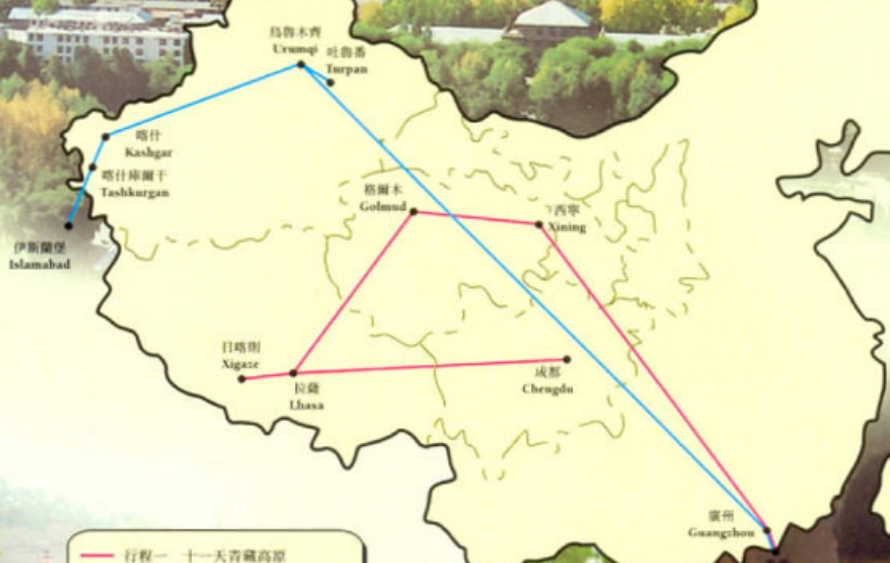 烏魯木齊
Urumqi
吐魯番
Turpan
喀什
Kashgar
喀什庫爾干
Tashkurgan
伊斯蘭堡
Islamabad
格爾木
Golmud
西寧
Xining
日喀則
Xigaze
拉薩
Lhasa
成都
Chengdu
廣州
Guangzhou
行程一 十一天青藏高原